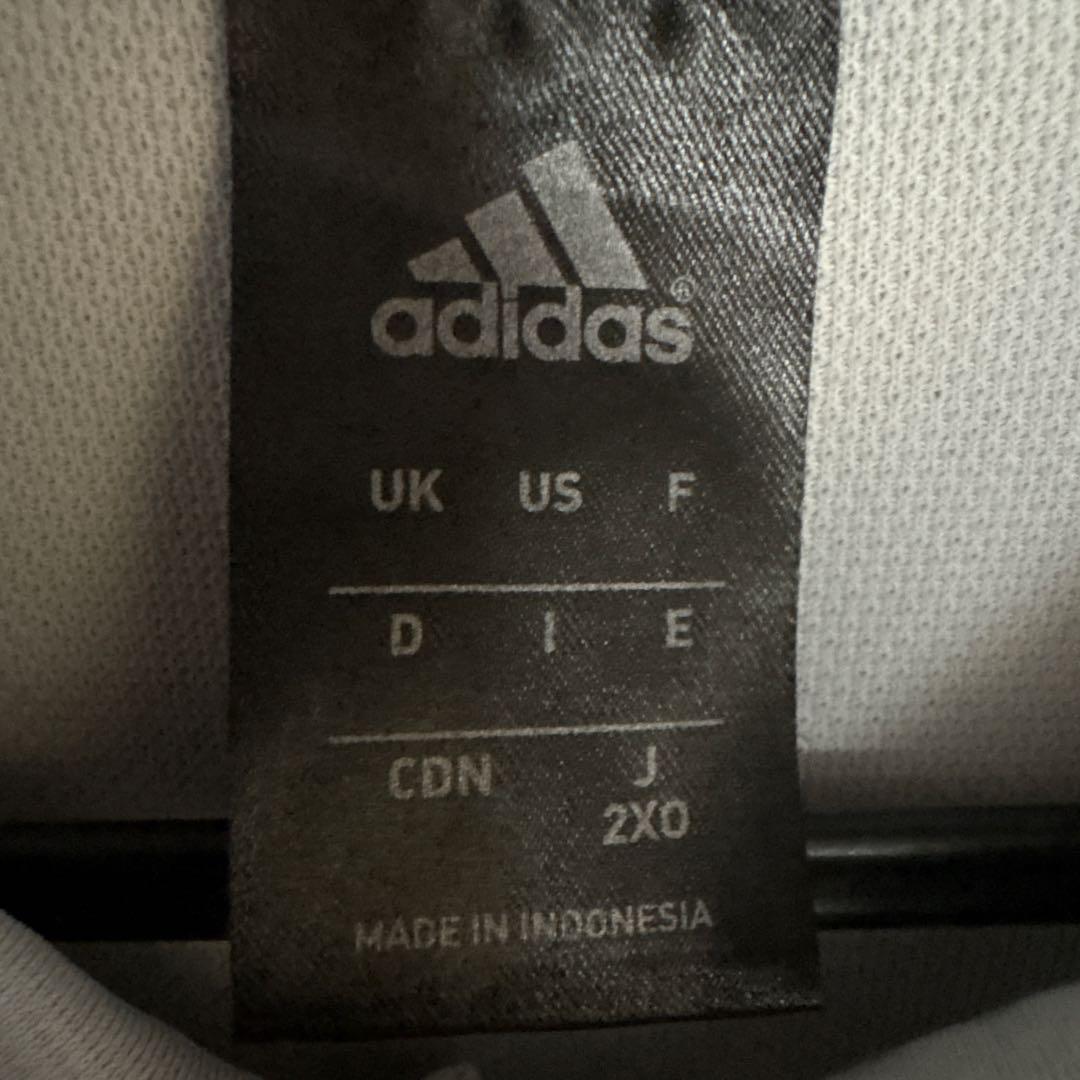 adidas®
UK US F
D I E
CDN J
2XO
MADE IN INDONESIA